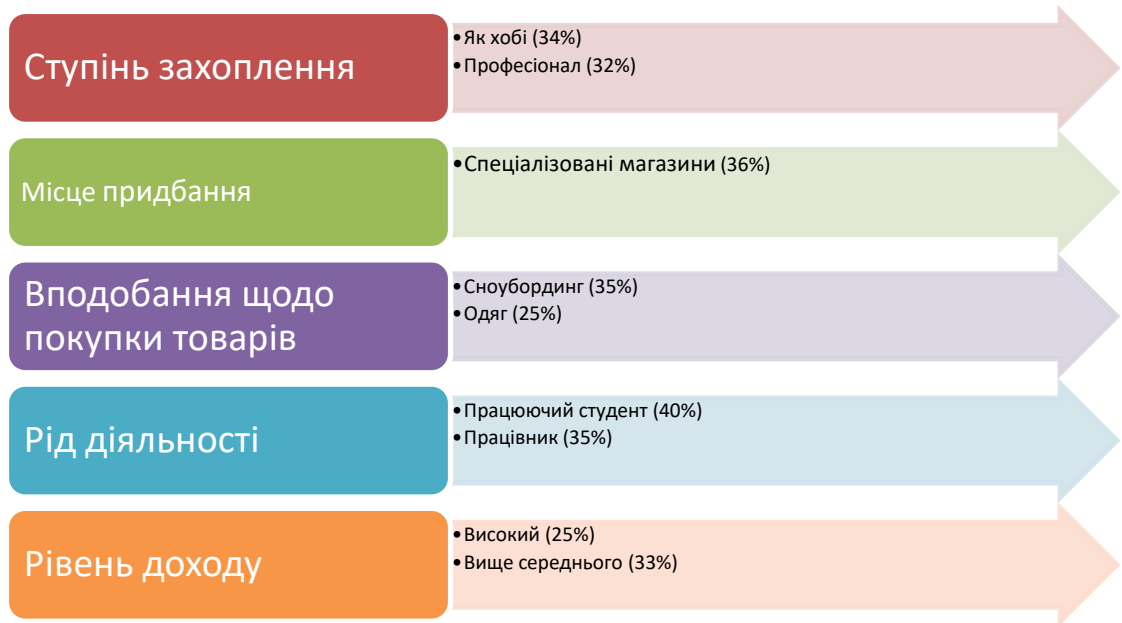 Ступінь захоплення
•Як хобі (34%)
•Професіонал (32%)
Місце придбання
•Спеціалізовані магазини (36%)
Вподобання щодо
покупки товарів
•Сноубординг (35%)
•Одяг (25%)
Рід діяльності
•Працюючий студент (40%)
•Працівник (35%)
Рівень доходу
•Високий (25%)
•Вище середнього (33%)